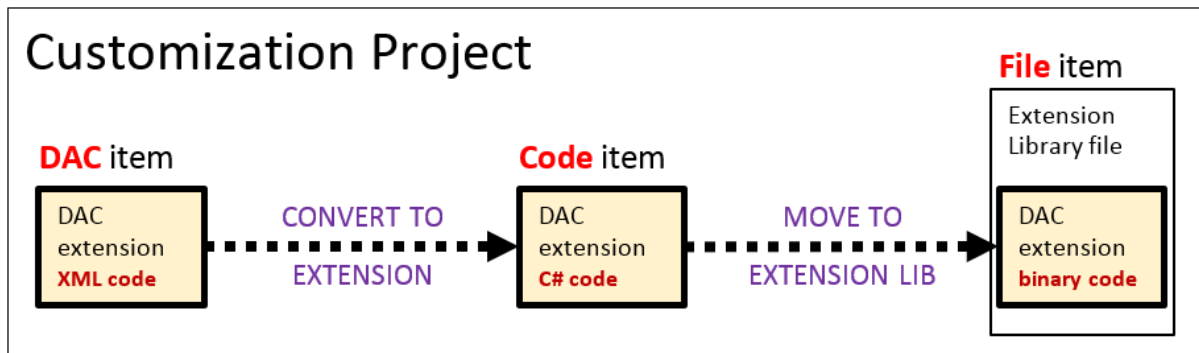 Customization Project
DAC item
DAC
extension
XML code
CONVERT TO
EXTENSION
Code item
DAC
extension
C# code
MOVE TO
EXTENSION LIB
File item
Extension
Library file
DAC
extension
binary code